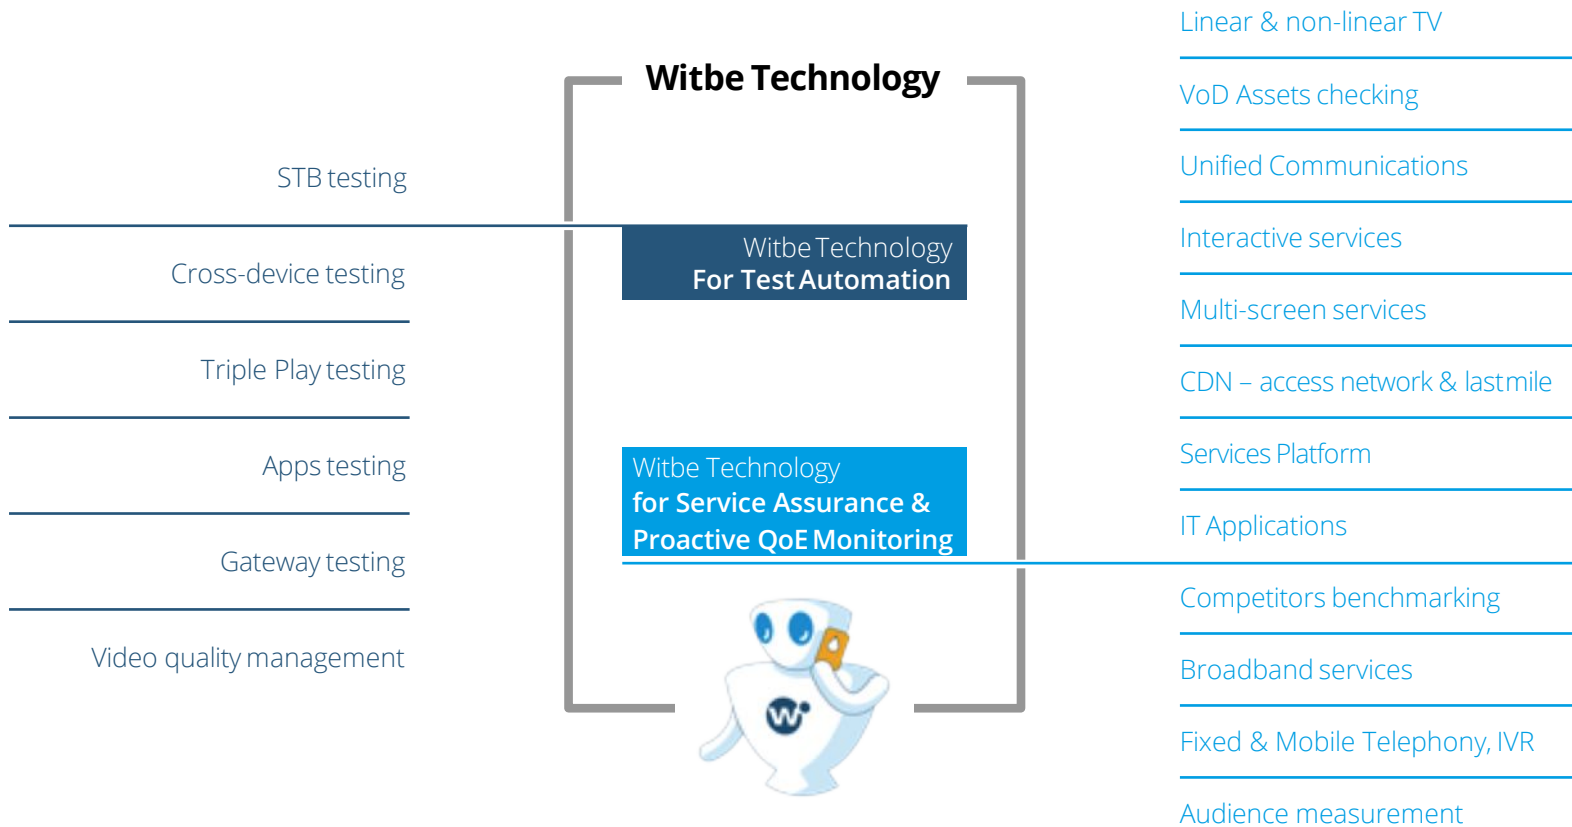 Witbe Technology
STB testing
Cross-device testing
Triple Play testing
Apps testing
Gateway testing
Video quality management
Witbe Technology
For Test Automation
Witbe Technology
for Service Assurance &
Proactive QoE Monitoring
w
Linear & non-linear TV
VoD Assets checking
Unified Communications
Interactive services
Multi-screen services
CDN – access network & lastmile
Services Platform
IT Applications
Competitors benchmarking
Broadband services
Fixed & Mobile Telephony, IVR
Audience measurement